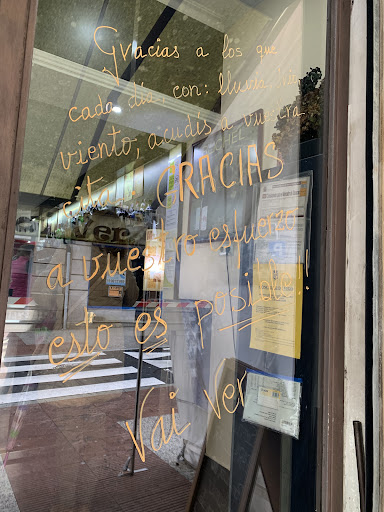 Gracias a los que
cada día, con: lluvia,
viento, acudís a vuestra
cita. GRACIAS
a vuestro esfuerzo
esto es posible!
Vai ver